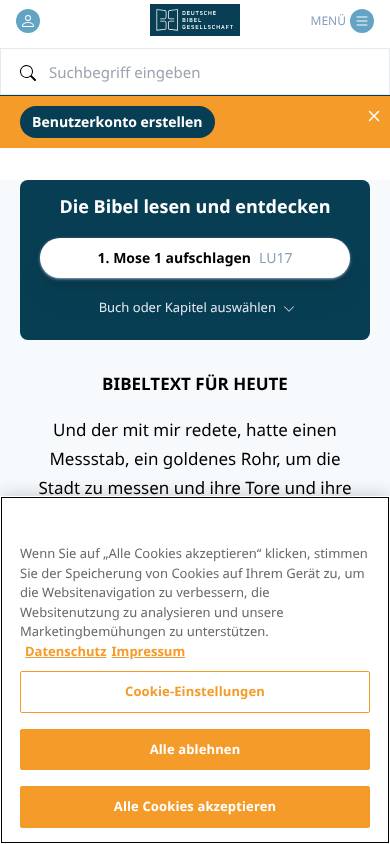 DEUTSCHE
BIBEL
GESELLSCHAFT
MENÜ
Suchbegriff eingeben
Benutzerkonto erstellen
Die Bibel lesen und entdecken
1. Mose 1 aufschlagen LU17
Buch oder Kapitel auswählen
BIBELTEXT FÜR HEUTE
Und der mit mir redete, hatte einen
Messstab, ein goldenes Rohr, um die
Stadt zu messen und ihre Tore und ihre
Wenn Sie auf „Alle Cookies akzeptieren“ klicken, stimmen
Sie der Speicherung von Cookies auf Ihrem Gerät zu, um
die Websitenavigation zu verbessern, die
Websitenutzung zu analysieren und unsere
Marketingbemühungen zu unterstützen.
Datenschutz Impressum
Cookie-Einstellungen
Alle ablehnen
Alle Cookies akzeptieren